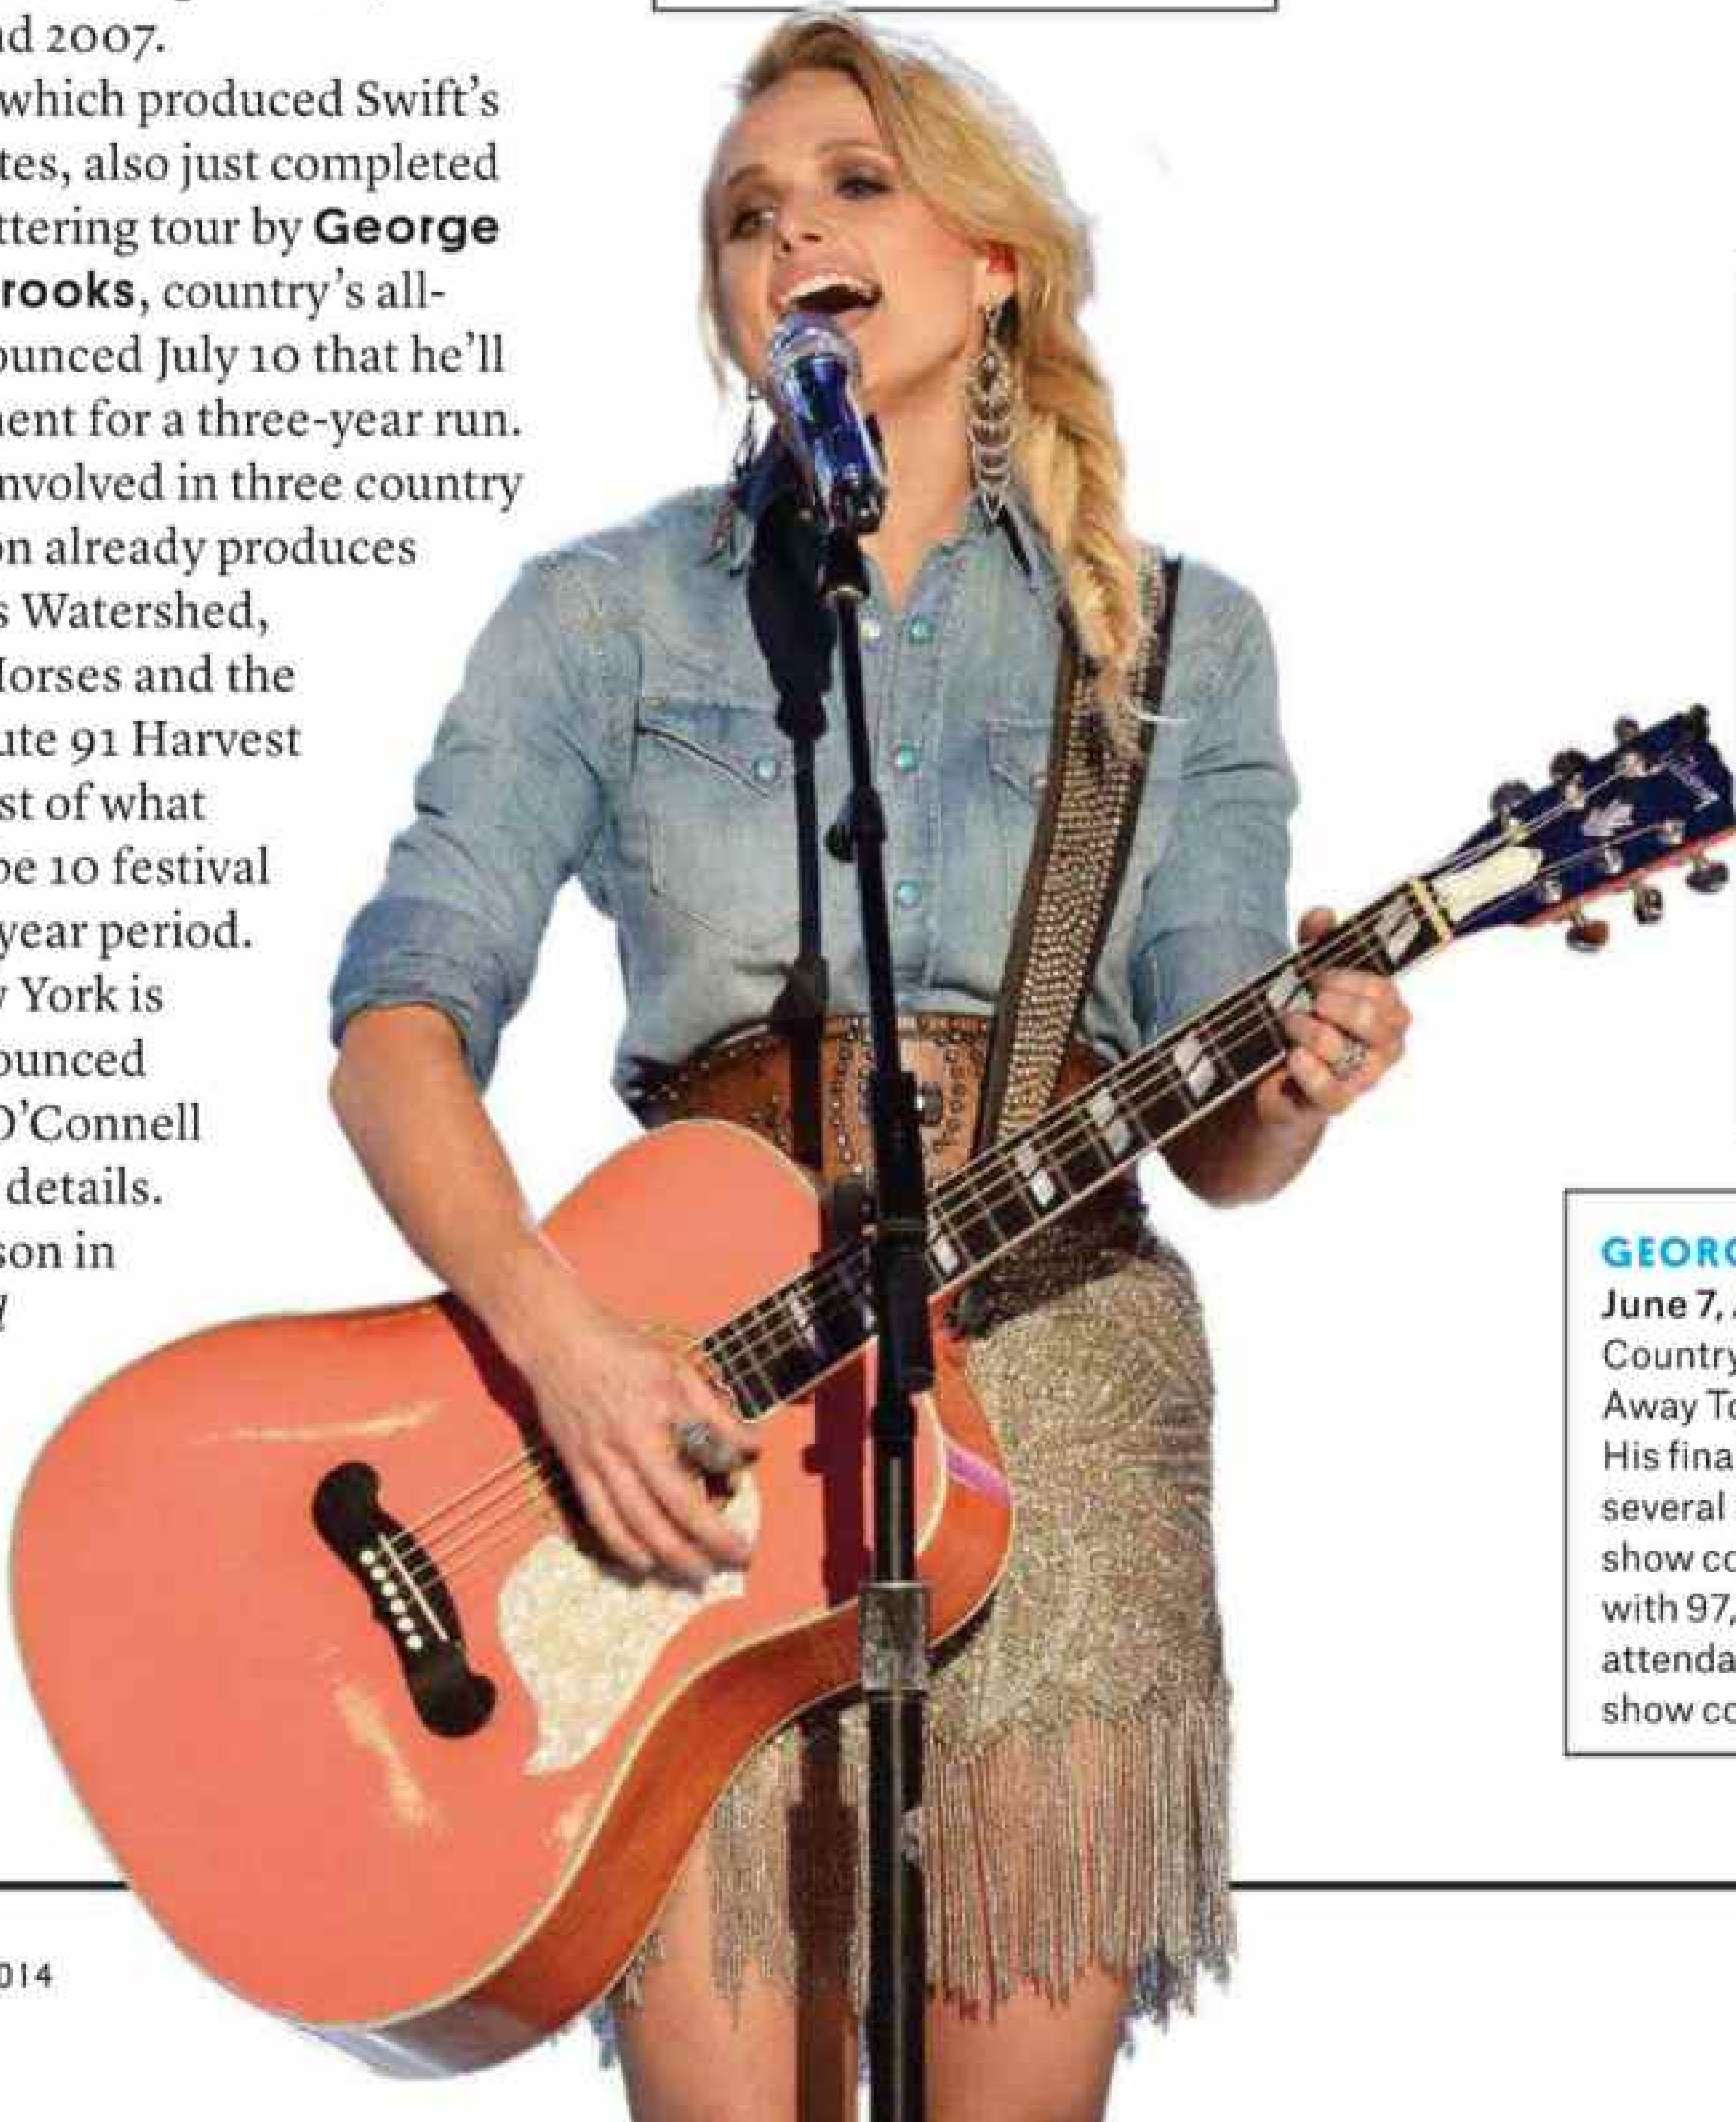 nd 2007.
which produced Swift's
tes, also just completed
ttering tour by George
rooks, country's all-
ounced July 10 that he'll
ment for a three-year run.
nvolved in three country
on already produces
s Watershed,
Horses and the
ute 91 Harvest
st of what
be 10 festival
year period.
w York is
ounced
O'Connell
details.
son in
014
GEORG
June 7,
Country
Away To
His fina
several
show co
with 97,
attenda
show co